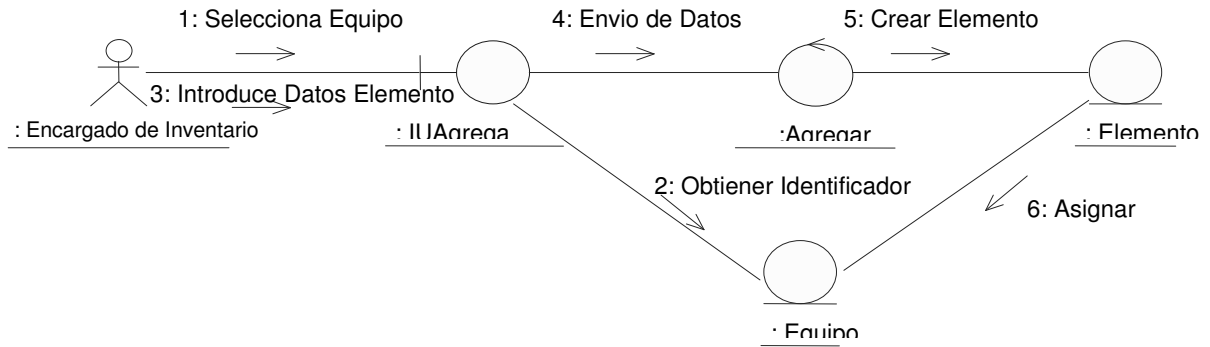 1: Selecciona Equipo
4: Envio de Datos
5: Crear Elemento
3: Introduce Datos Elemento
: Encargado de Inventario
: IUAgrega
:Agregar
: Elemento
2: Obtiener Identificador
6: Asignar
: Equipo